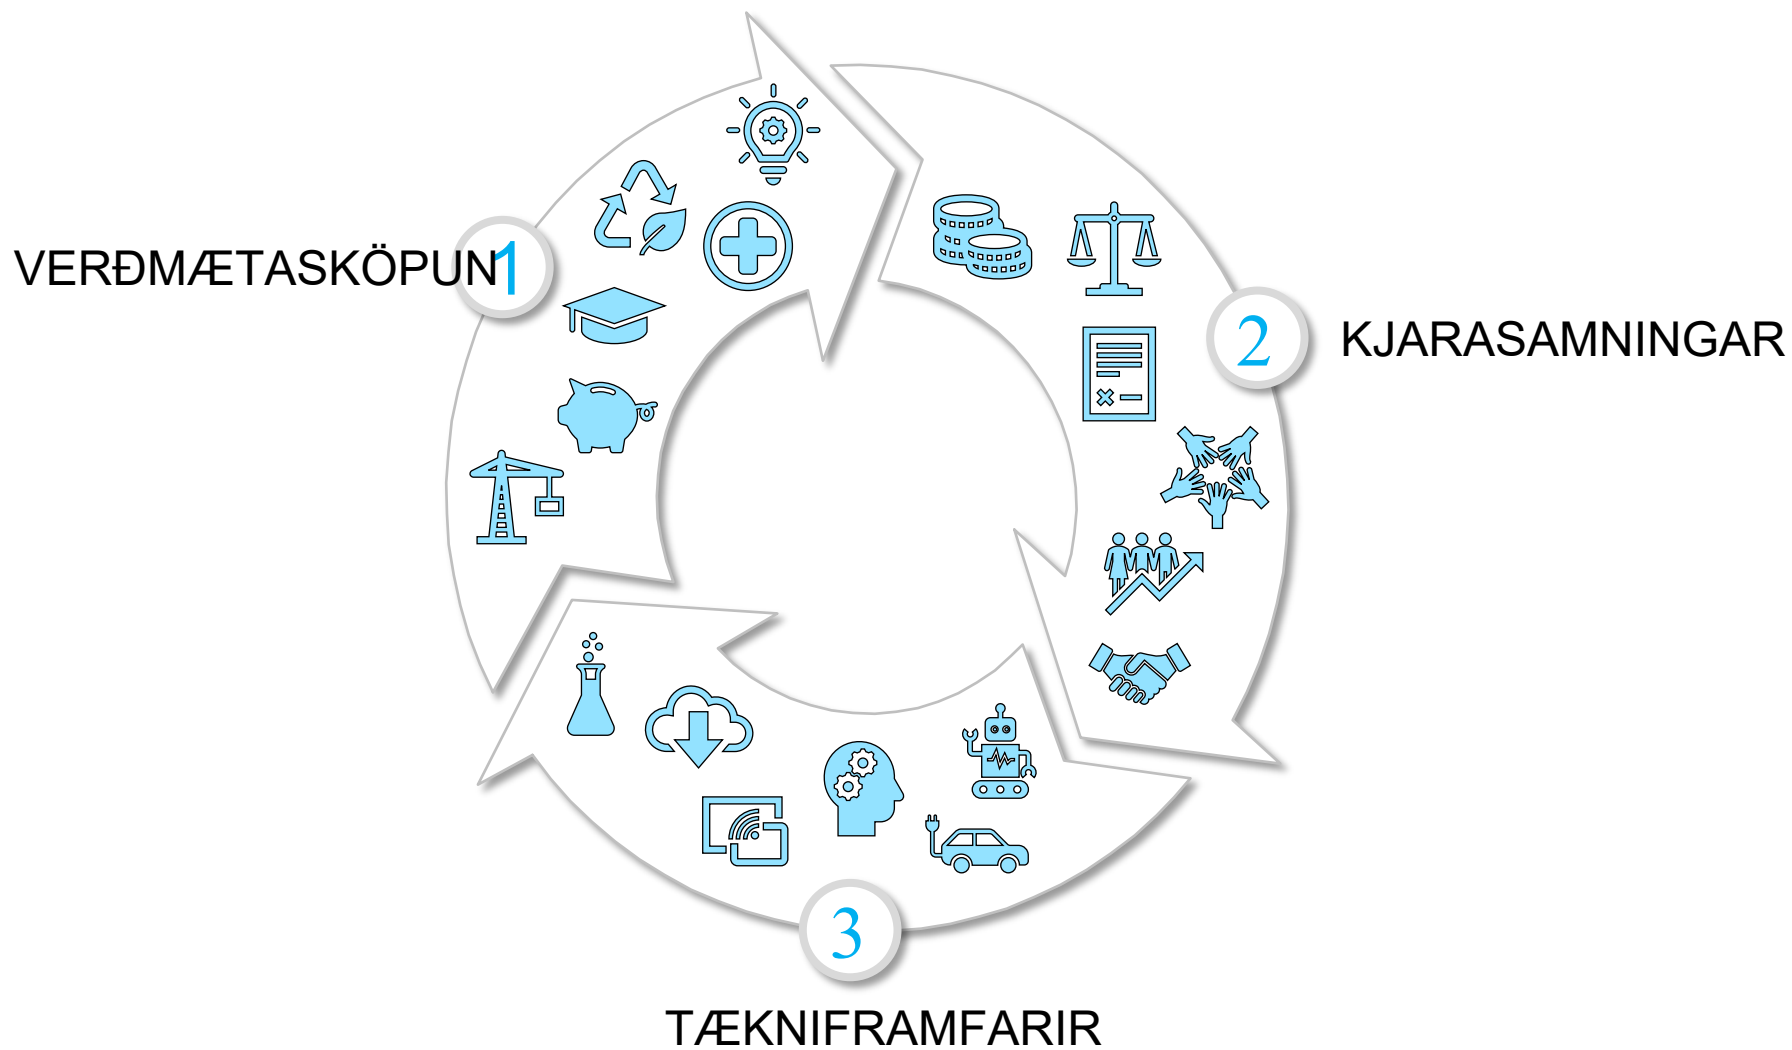 VERÐMÆTASKÖPUN
1
2
KJARASAMNINGAR
3
TÆKNIFRAMFARIR